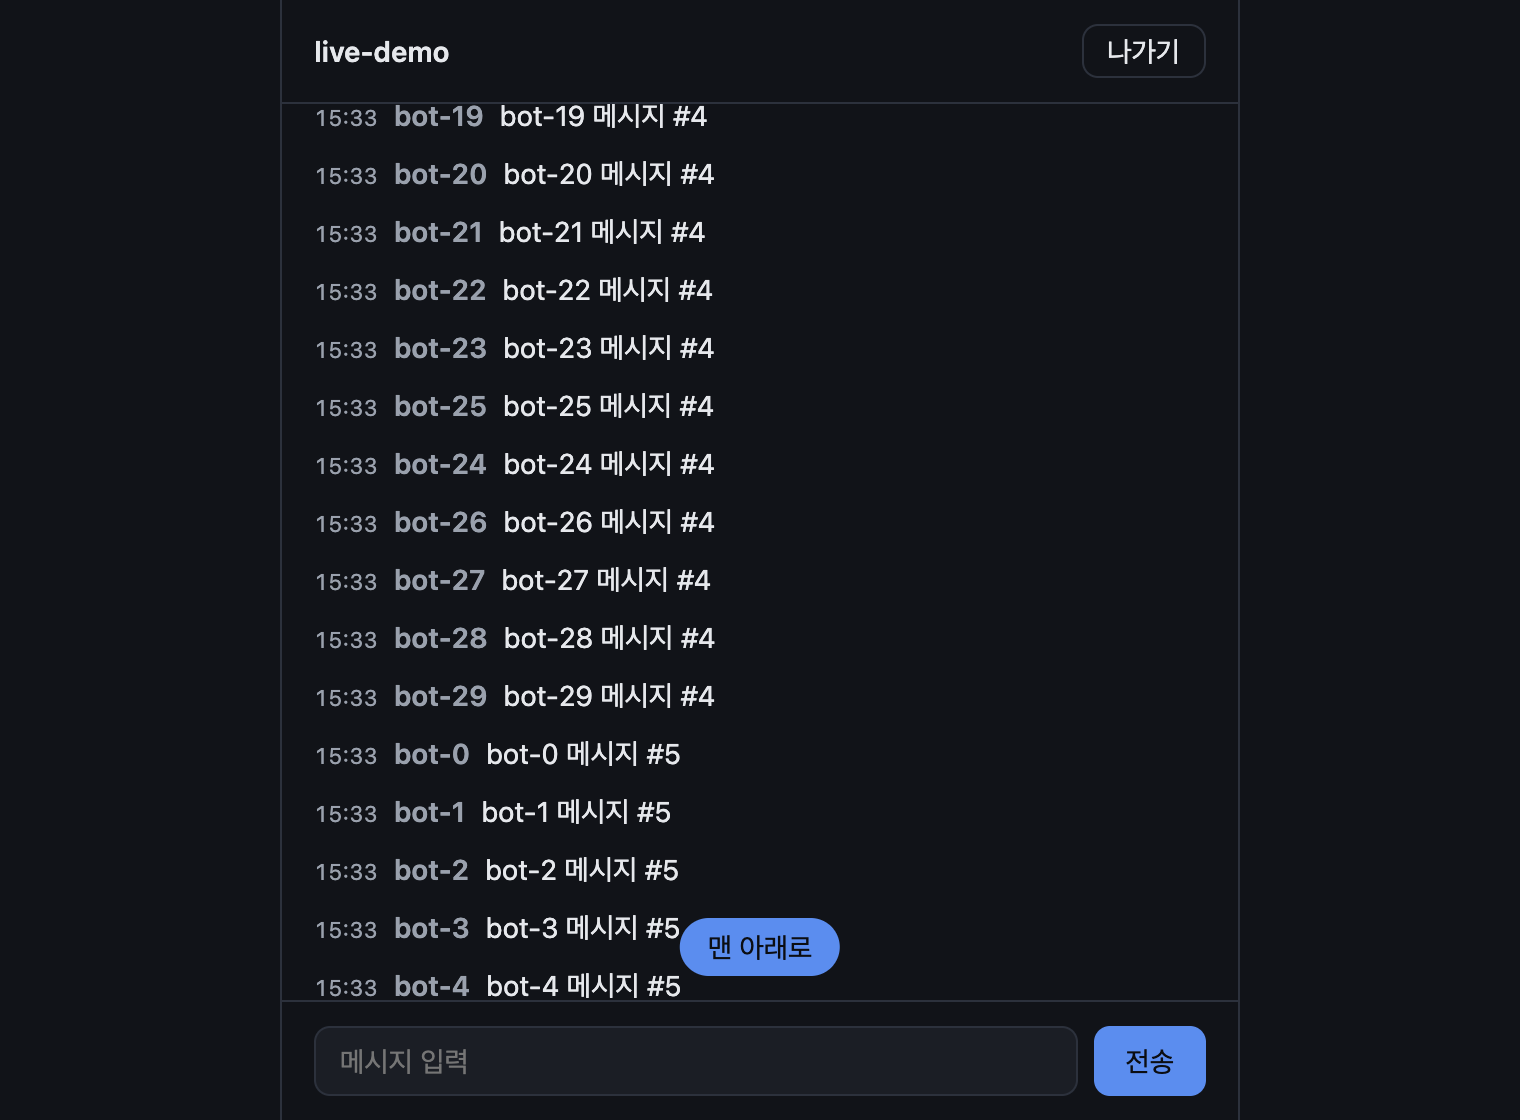 live-demo 나가기
15:33 bot-19 bot-19 메시지 #4
15:33 bot-20 bot-20 메시지 #4
15:33 bot-21 bot-21 메시지 #4
15:33 bot-22 bot-22 메시지 #4
15:33 bot-23 bot-23 메시지 #4
15:33 bot-25 bot-25 메시지 #4
15:33 bot-24 bot-24 메시지 #4
15:33 bot-26 bot-26 메시지 #4
15:33 bot-27 bot-27 메시지 #4
15:33 bot-28 bot-28 메시지 #4
15:33 bot-29 bot-29 메시지 #4
15:33 bot-0 bot-0 메시지 #5
15:33 bot-1 bot-1 메시지 #5
15:33 bot-2 bot-2 메시지 #5
15:33 bot-3 bot-3 메시지 #5
맨 아래로
15:33 bot-4 bot-4 메시지 #5
메시지 입력 전송